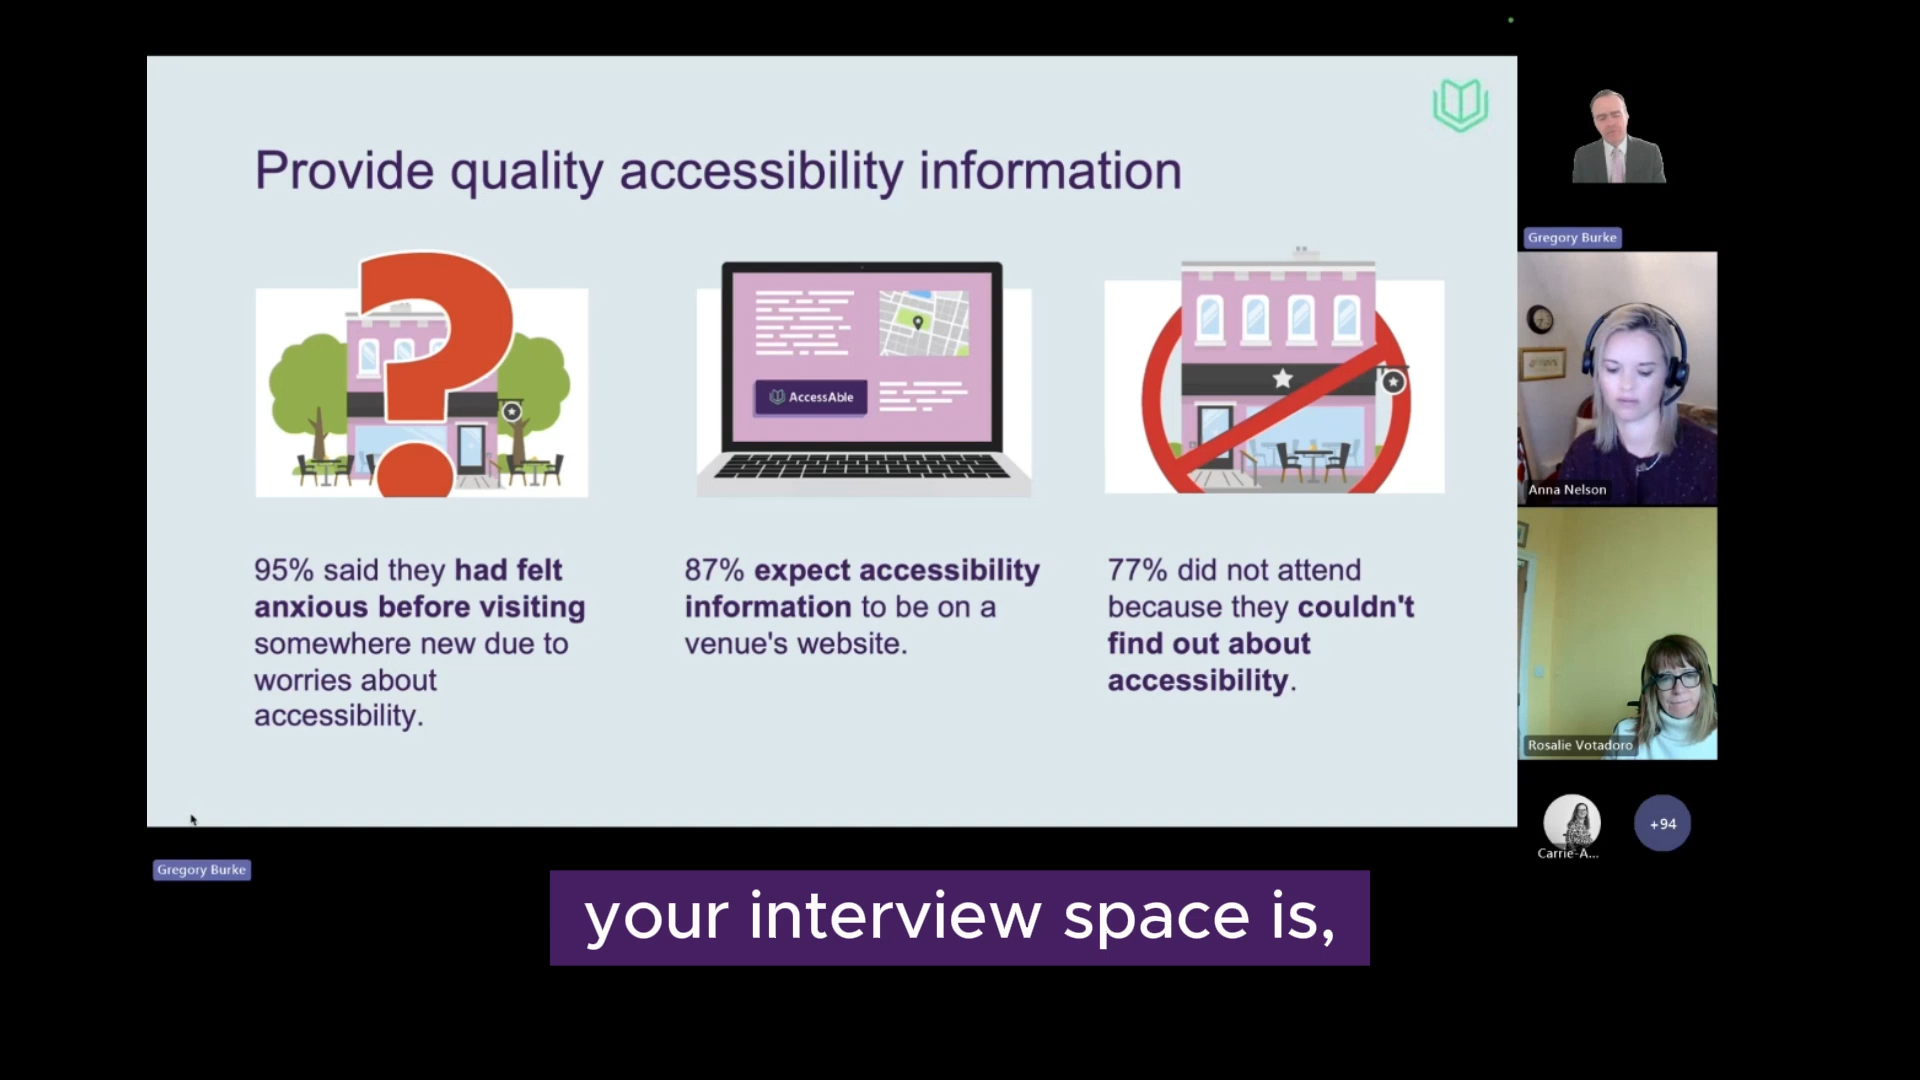 Provide quality accessibility information
AccessAble
95% said they had felt
anxious before visiting
somewhere new due to
worries about
accessibility.
87% expect accessibility
information to be on a
venue's website.
77% did not attend
because they couldn't
find out about
accessibility.
Gregory Burke
Anna Nelson
Rosalie Votadoro
Carrie-A...
+94
Gregory Burke
your interview space is,